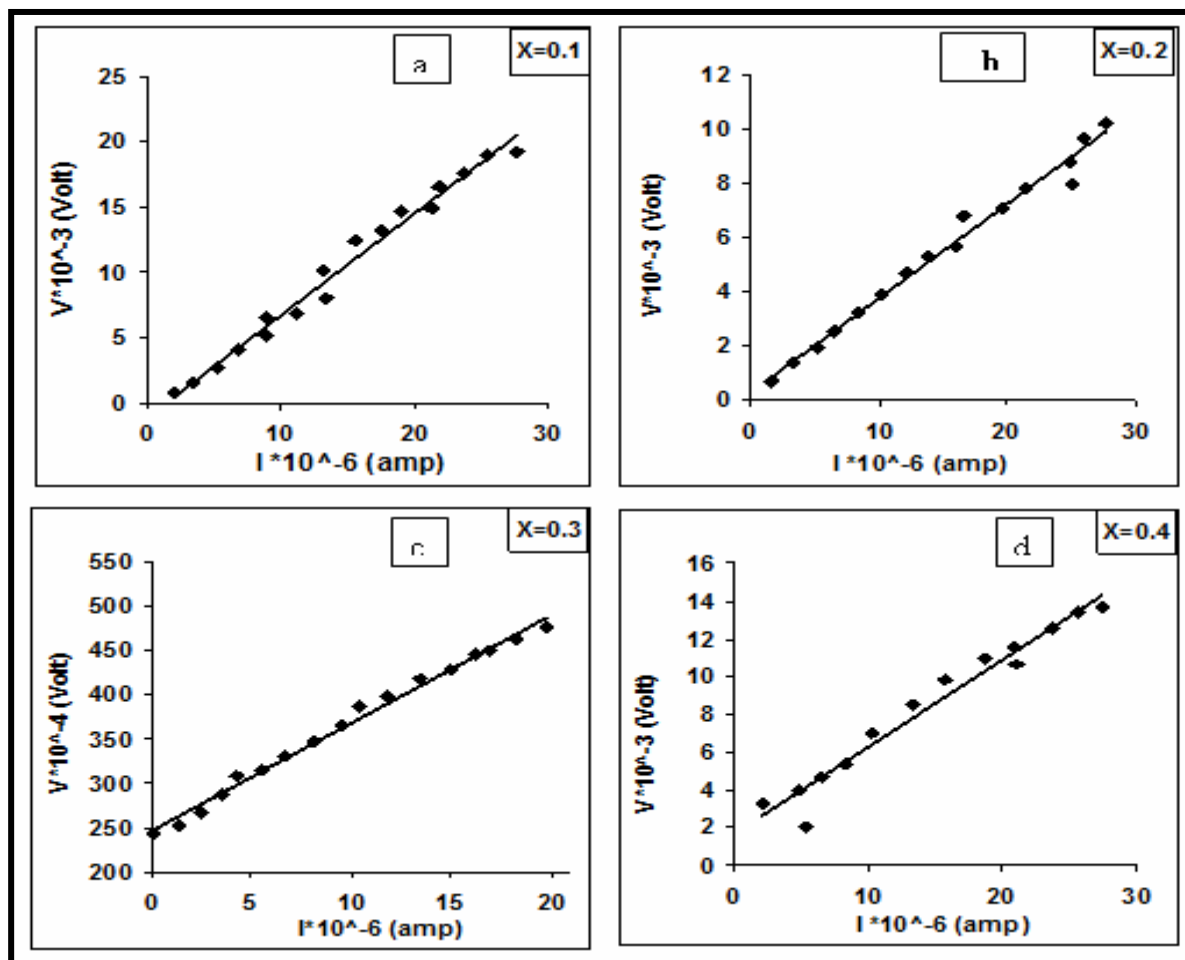 a
X=0.1
25
20
15
10
5
0
V*10^-3 (Volt)
0 10 20 30
I *10^-6 (amp)
h
X=0.2
12
10
8
6
4
2
0
V*10^-3 (Volt)
0 10 20 30
I *10^-6 (amp)
c
X=0.3
550
500
450
400
350
300
250
200
V*10^-4 (Volt)
0 5 10 15 20
I*10^-6 (amp)
d
X=0.4
16
14
12
10
8
6
4
2
0
V*10^-3 (Volt)
0 10 20 30
I *10^-6 (amp)